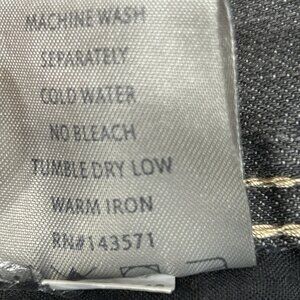 MACHINE WASH
SEPARATELY
COLD WATER
NO BLEACH
TUMBLE DRY LOW
WARM IRON
RN#143571